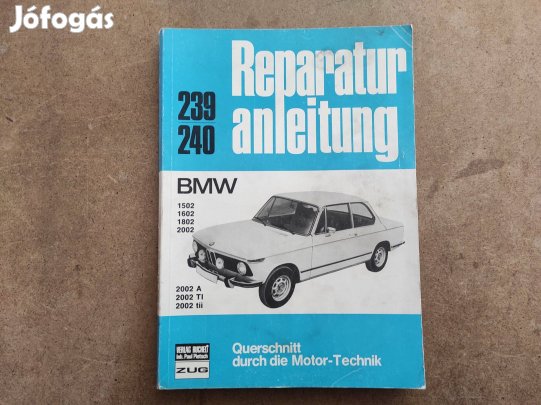 Jófogás
Reparatur
anleitung
239
240
BMW
1502
1602
1802
2002
2002 A
2002 TI
2002 tii
VERLAG BUCHELI
Inh. Paul Pietsch
ZUG
Querschnitt
durch die Motor-Technik